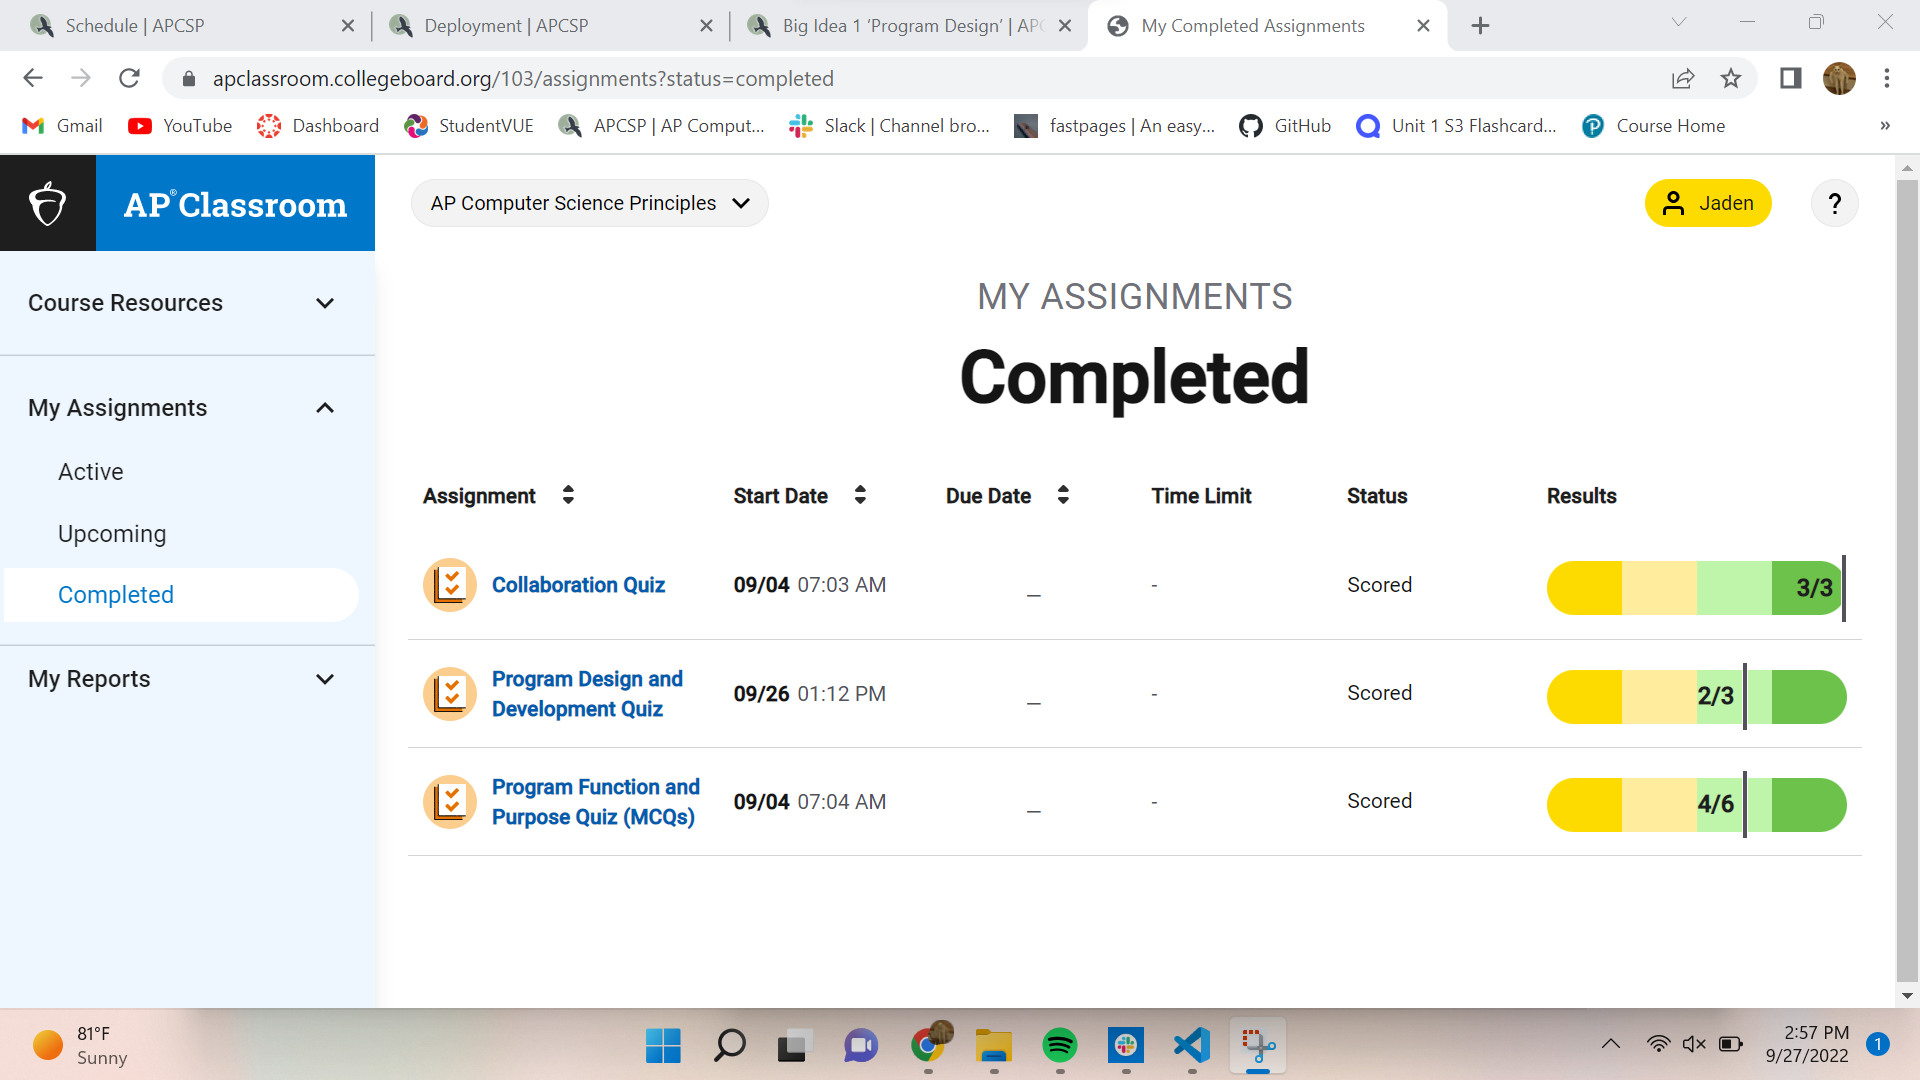 Schedule | APCSP
Deployment | APCSP
Big Idea 1 ‘Program Design’ | APC
My Completed Assignments
apclassroom.collegeboard.org/103/assignments?status=completed
Gmail
YouTube
Dashboard
StudentVUE
APCSP | AP Comput...
Slack | Channel bro...
fastpages | An easy...
GitHub
Unit 1 S3 Flashcard...
Course Home
»
AP® Classroom
AP Computer Science Principles
Jaden
?
Course Resources
My Assignments
Active
Upcoming
Completed
My Reports
MY ASSIGNMENTS
Completed
Assignment
Start Date
Due Date
Time Limit
Status
Results
Collaboration Quiz
09/04 07:03 AM
_
-
Scored
3/3
Program Design and
Development Quiz
09/26 01:12 PM
_
-
Scored
2/3
Program Function and
Purpose Quiz (MCQs)
09/04 07:04 AM
_
-
Scored
4/6
81°F
Sunny
2:57 PM
9/27/2022
1